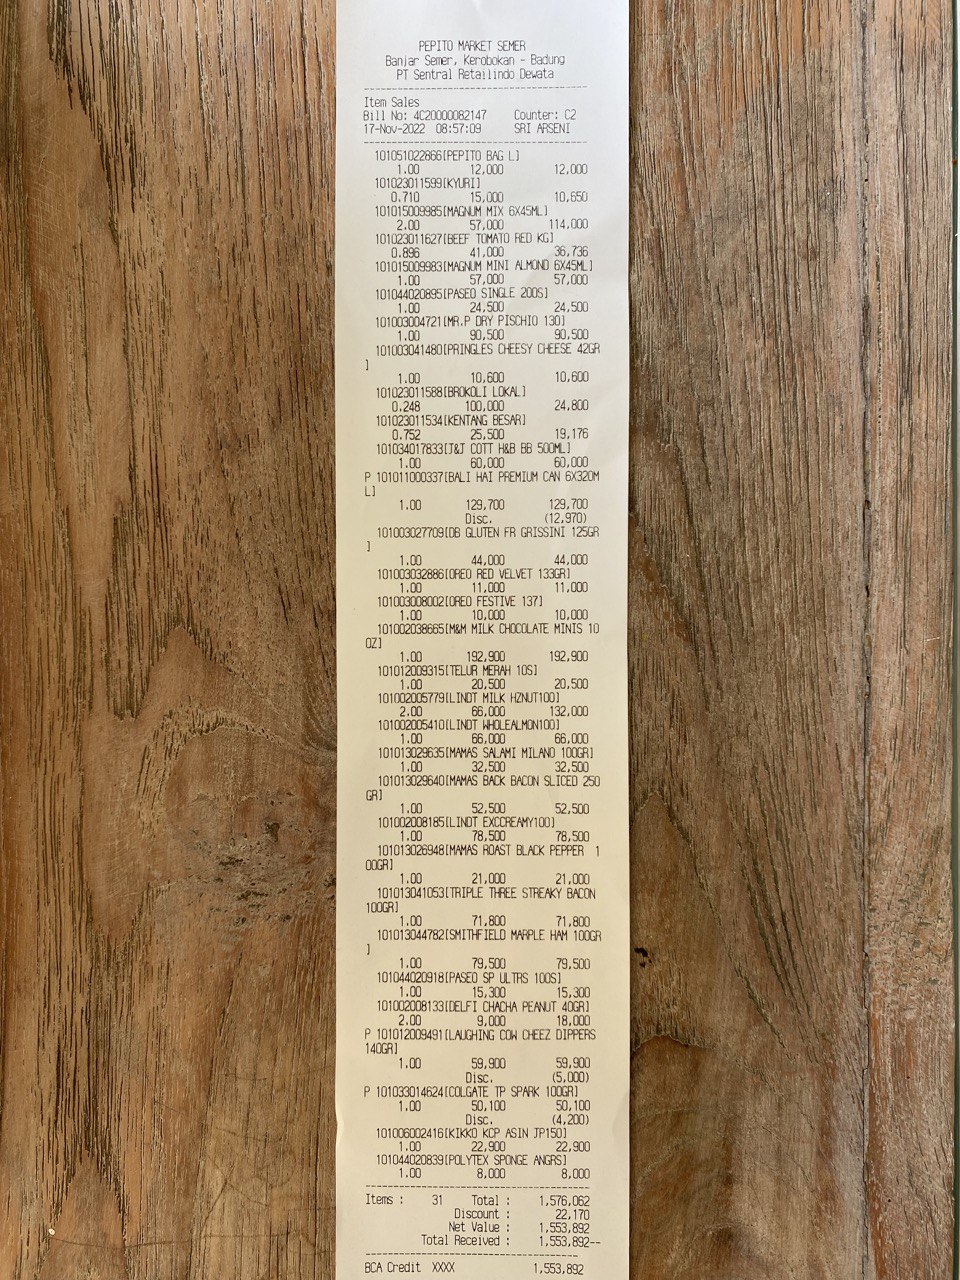 PEPITO MARKET SEMER
Banjar Semer, Kerobokan - Badung
PT Sentral Retailindo Dewata
Item Sales
Bill No: 4C20000082147 Counter: C2
17-Nov-2022 08:57:09 SRI ARSENI
101051022866[PEPITO BAG L]
1.00 12,000 12,000
101023011599[KYURI]
0.710 15,000 10,650
101015009985[MAGNUM MIX 6X45ML]
2.00 57,000 114,000
101023011627[BEEF TOMATO RED KG]
0.896 41,000 36,736
101015009983[MAGNUM MINI ALMOND 6X45ML]
1.00 57,000 57,000
101044020895[PASEO SINGLE 200S]
1.00 24,500 24,500
101003004721[MR.P DRY PISCHIO 130]
1.00 90,500 90,500
101003041480[PRINGLES CHEESY CHEESE 42GR
]
1.00 10,600 10,600
101023011588[BROKOLI LOKAL]
0.248 100,000 24,800
101023011534[KENTANG BESAR]
0.752 25,500 19,176
101034017833[J&J COTT H&B BB 500ML]
1.00 60,000 60,000
P 101011000337[BALI HAI PREMIUM CAN 6X320M
L]
1.00 129,700 129,700
Disc. (12,970)
101003027709[DB GLUTEN FR GRISSINI 125GR
]
1.00 44,000 44,000
101003032886[OREO RED VELVET 133GR]
1.00 11,000 11,000
101003008002[OREO FESTIVE 137]
1.00 10,000 10,000
101002038665[M&M MILK CHOCOLATE MINIS 10
OZ]
1.00 192,900 192,900
101012009315[TELUR MERAH 10S]
1.00 20,500 20,500
101002005779[LINDT MILK HZNUT100]
2.00 66,000 132,000
101002005410[LINDT WHOLEALMON100]
1.00 66,000 66,000
101013029635[MAMAS SALAMI MILANO 100GR]
1.00 32,500 32,500
101013029640[MAMAS BACK BACON SLICED 250
GR]
1.00 52,500 52,500
101002008185[LINDT EXCCREAMY100]
1.00 78,500 78,500
101013026948[MAMAS ROAST BLACK PEPPER 1
00GR]
1.00 21,000 21,000
101013041053[TRIPLE THREE STREAKY BACON
100GR]
1.00 71,800 71,800
101013044782[SMITHFIELD MARPLE HAM 100GR
]
1.00 79,500 79,500
101044020918[PASEO SP ULTRS 100S]
1.00 15,300 15,300
101002008133[DELFI CHACHA PEANUT 40GR]
2.00 9,000 18,000
P 101012009491[LAUGHING COW CHEEZ DIPPERS
140GR]
1.00 59,900 59,900
Disc. (5,000)
P 101033014624[COLGATE TP SPARK 100GR]
1.00 50,100 50,100
Disc. (4,200)
101006002416[KIKKO KCP ASIN JP150]
1.00 22,900 22,900
101044020839[POLYTEX SPONGE ANGRS]
1.00 8,000 8,000
Items : 31 Total : 1,576,062
Discount : 22,170
Net Value : 1,553,892
Total Received : 1,553,892--
BCA Credit XXXX 1,553,892